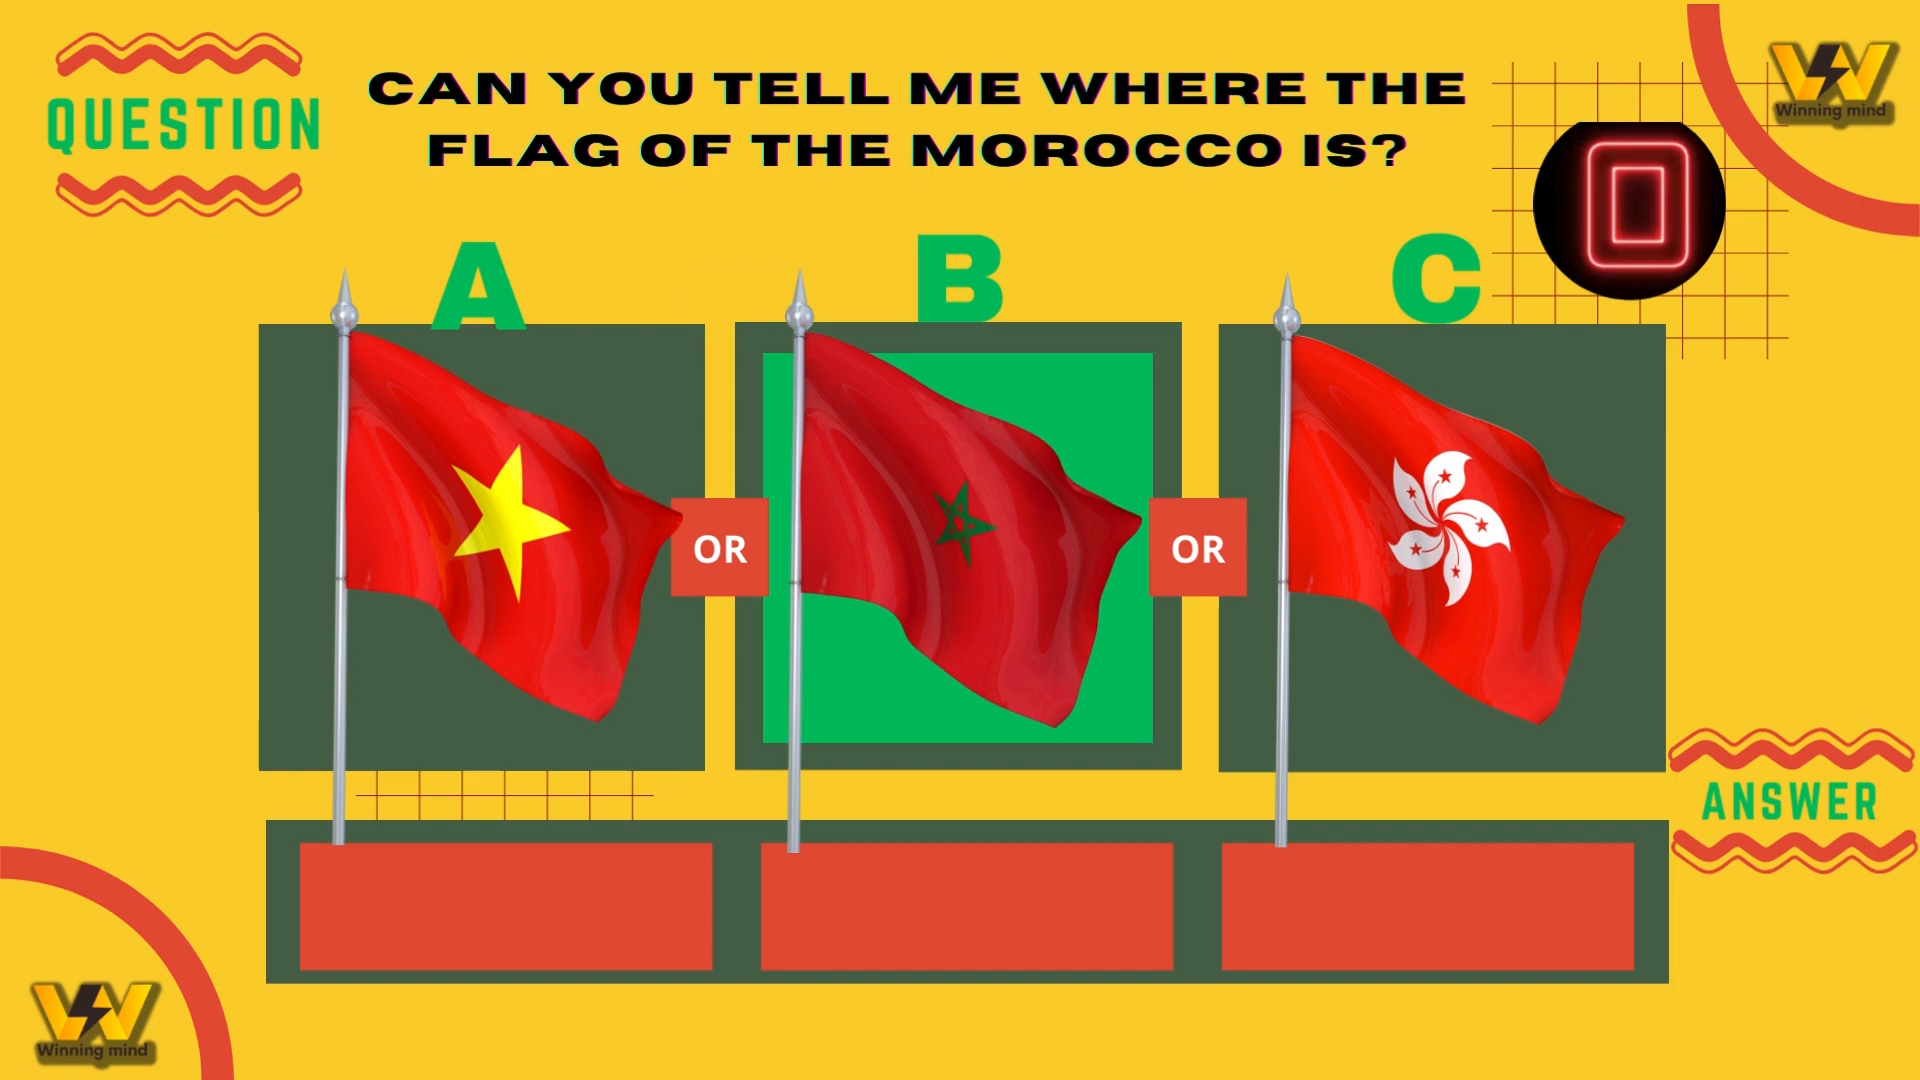 QUESTION
CAN YOU TELL ME WHERE THE
FLAG OF THE MOROCCO IS?
Winning mind
0
A
B
C
OR
OR
ANSWER
Winning mind